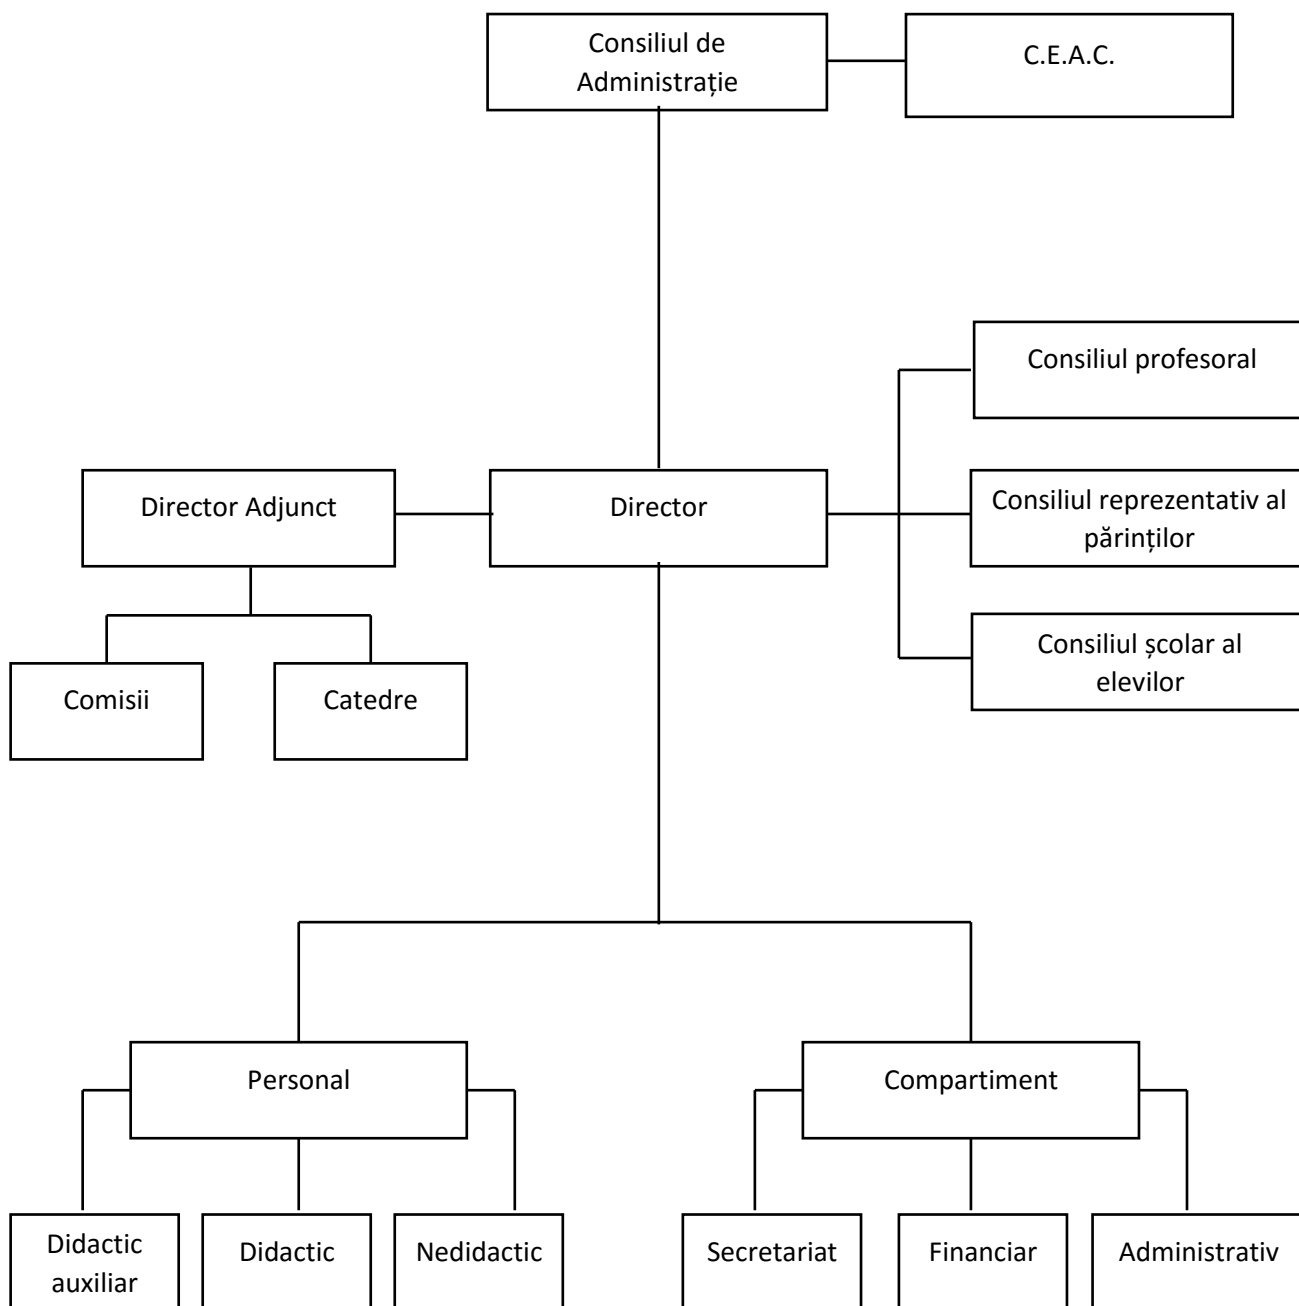 Consiliul de
Administrație
C.E.A.C.
Consiliul profesoral
Director Adjunct
Director
Consiliul reprezentativ al
părinților
Consiliul școlar al
elevilor
Comisii
Catedre
Personal
Compartiment
Didactic
auxiliar
Didactic
Nedidactic
Secretariat
Financiar
Administrativ